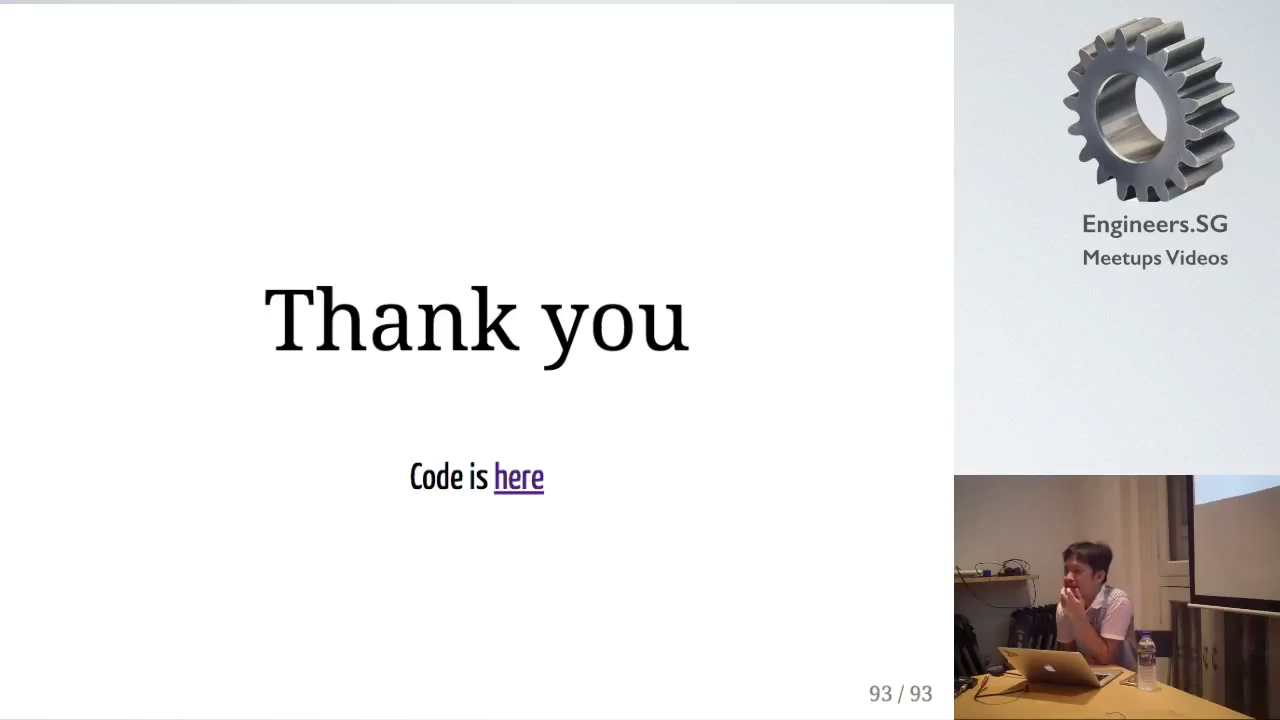 Thank you
Code is here
93 / 93
Engineers.SG
Meetups Videos